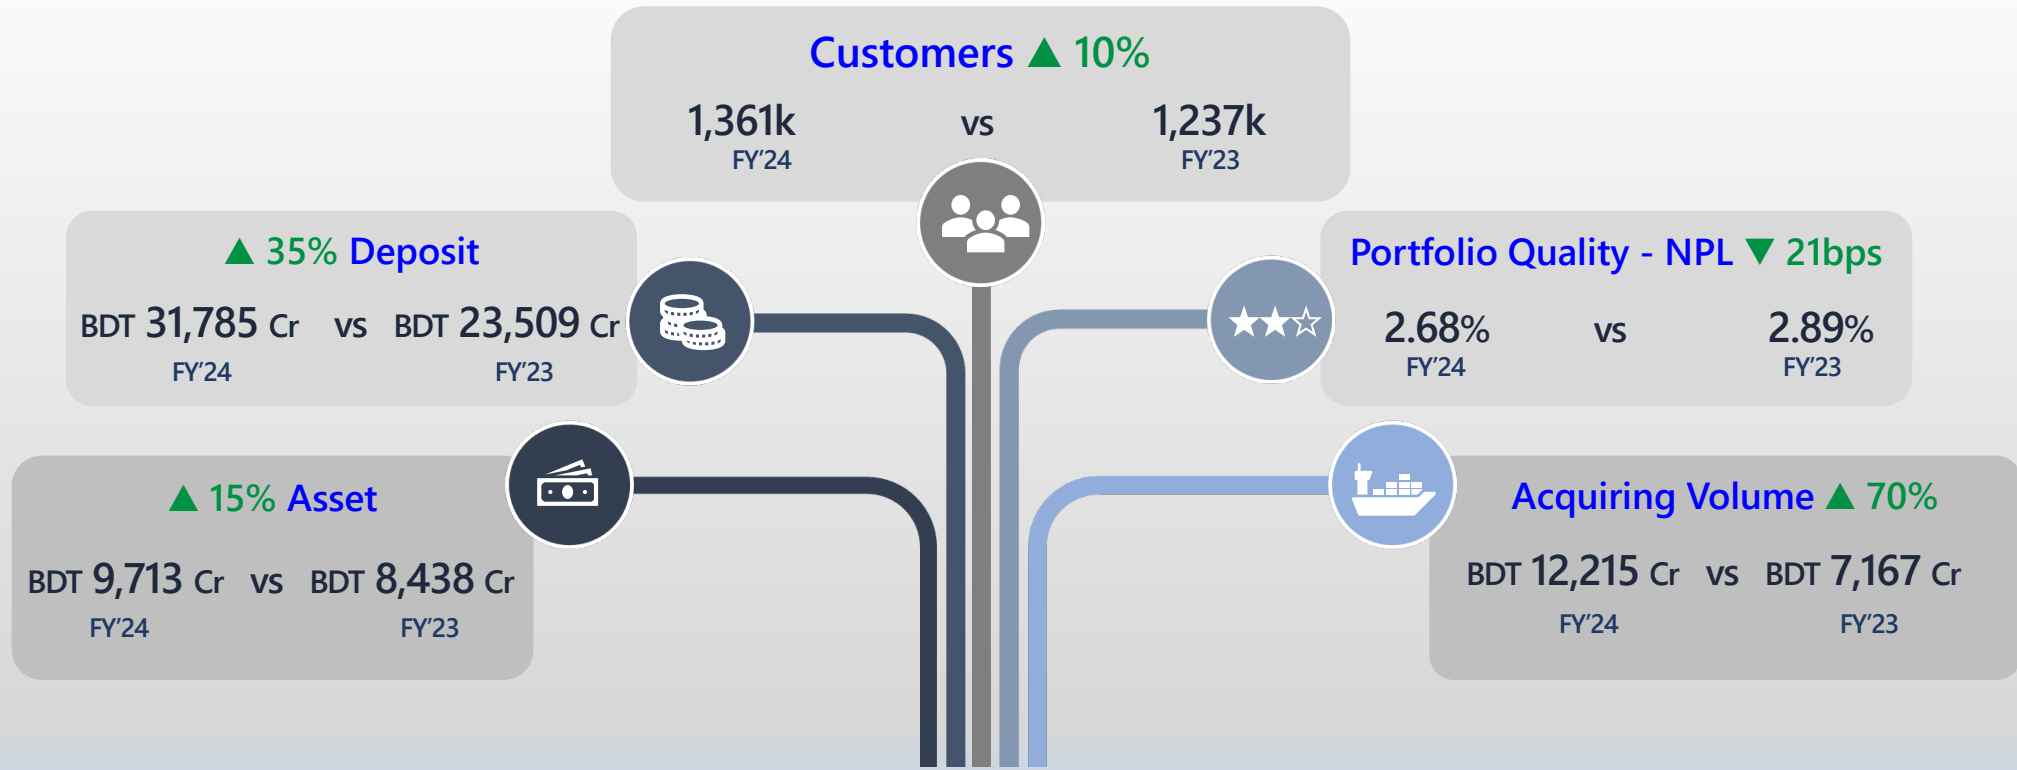 Customers ▲ 10%
1,361k vs 1,237k
FY'24 FY'23
▲ 35% Deposit
BDT 31,785 Cr vs BDT 23,509 Cr
FY'24 FY'23
Portfolio Quality - NPL ▼ 21bps
2.68% vs 2.89%
FY'24 FY'23
▲ 15% Asset
BDT 9,713 Cr vs BDT 8,438 Cr
FY'24 FY'23
Acquiring Volume ▲ 70%
BDT 12,215 Cr vs BDT 7,167 Cr
FY'24 FY'23